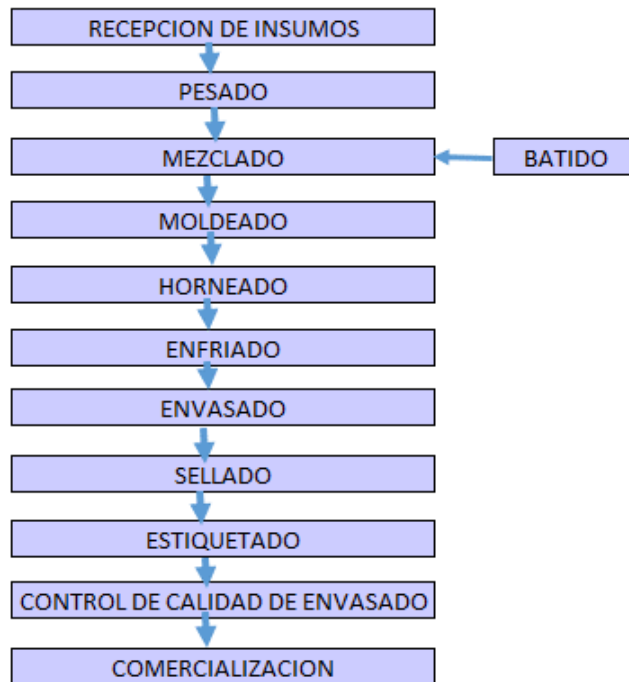 RECEPCION DE INSUMOS
PESADO
MEZCLADO
BATIDO
MOLDEADO
HORNEADO
ENFRIADO
ENVASADO
SELLADO
ESTIQUETADO
CONTROL DE CALIDAD DE ENVASADO
COMERCIALIZACION